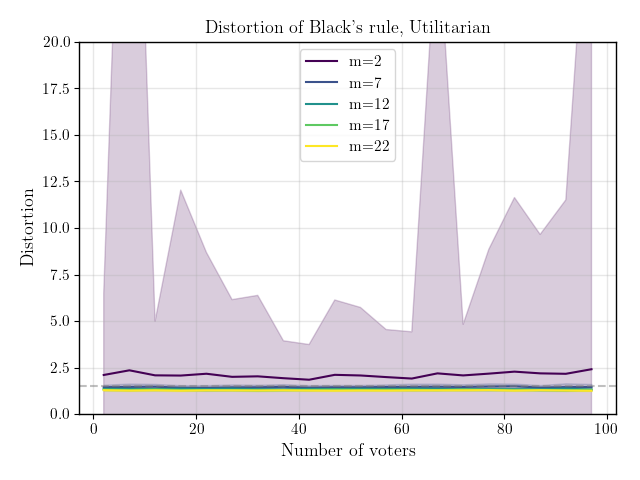 Distortion of Black's rule, Utilitarian
20.0
17.5
15.0
12.5
10.0
7.5
5.0
2.5
0.0
Distortion
m=2
m=7
m=12
m=17
m=22
0 20 40 60 80 100
Number of voters